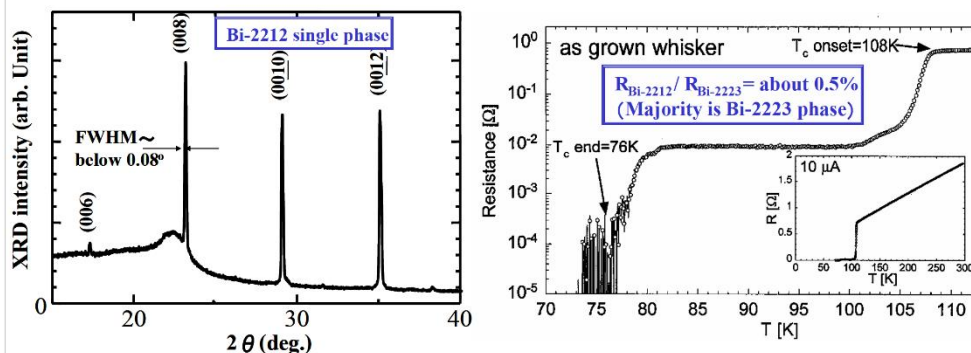 XRD intensity (arb. Unit)
0
Bi-2212 single phase
(006)
(008)
(0010)
(0012)
FWHM～
below 0.08°
20
30
40
2θ (deg.)
Resistance [Ω]
10⁰
10⁻¹
10⁻²
10⁻³
10⁻⁴
10⁻⁵
as grown whisker
Tc onset=108K
RBi-2212/ RBi-2223= about 0.5%
(Majority is Bi-2223 phase)
Tc end=76K
10 μA
R [Ω]
2
1.5
1
0.5
0
0 50 100 150 200 250 300
T [K]
70 75 80 85 90 95 100 105 110
T [K]